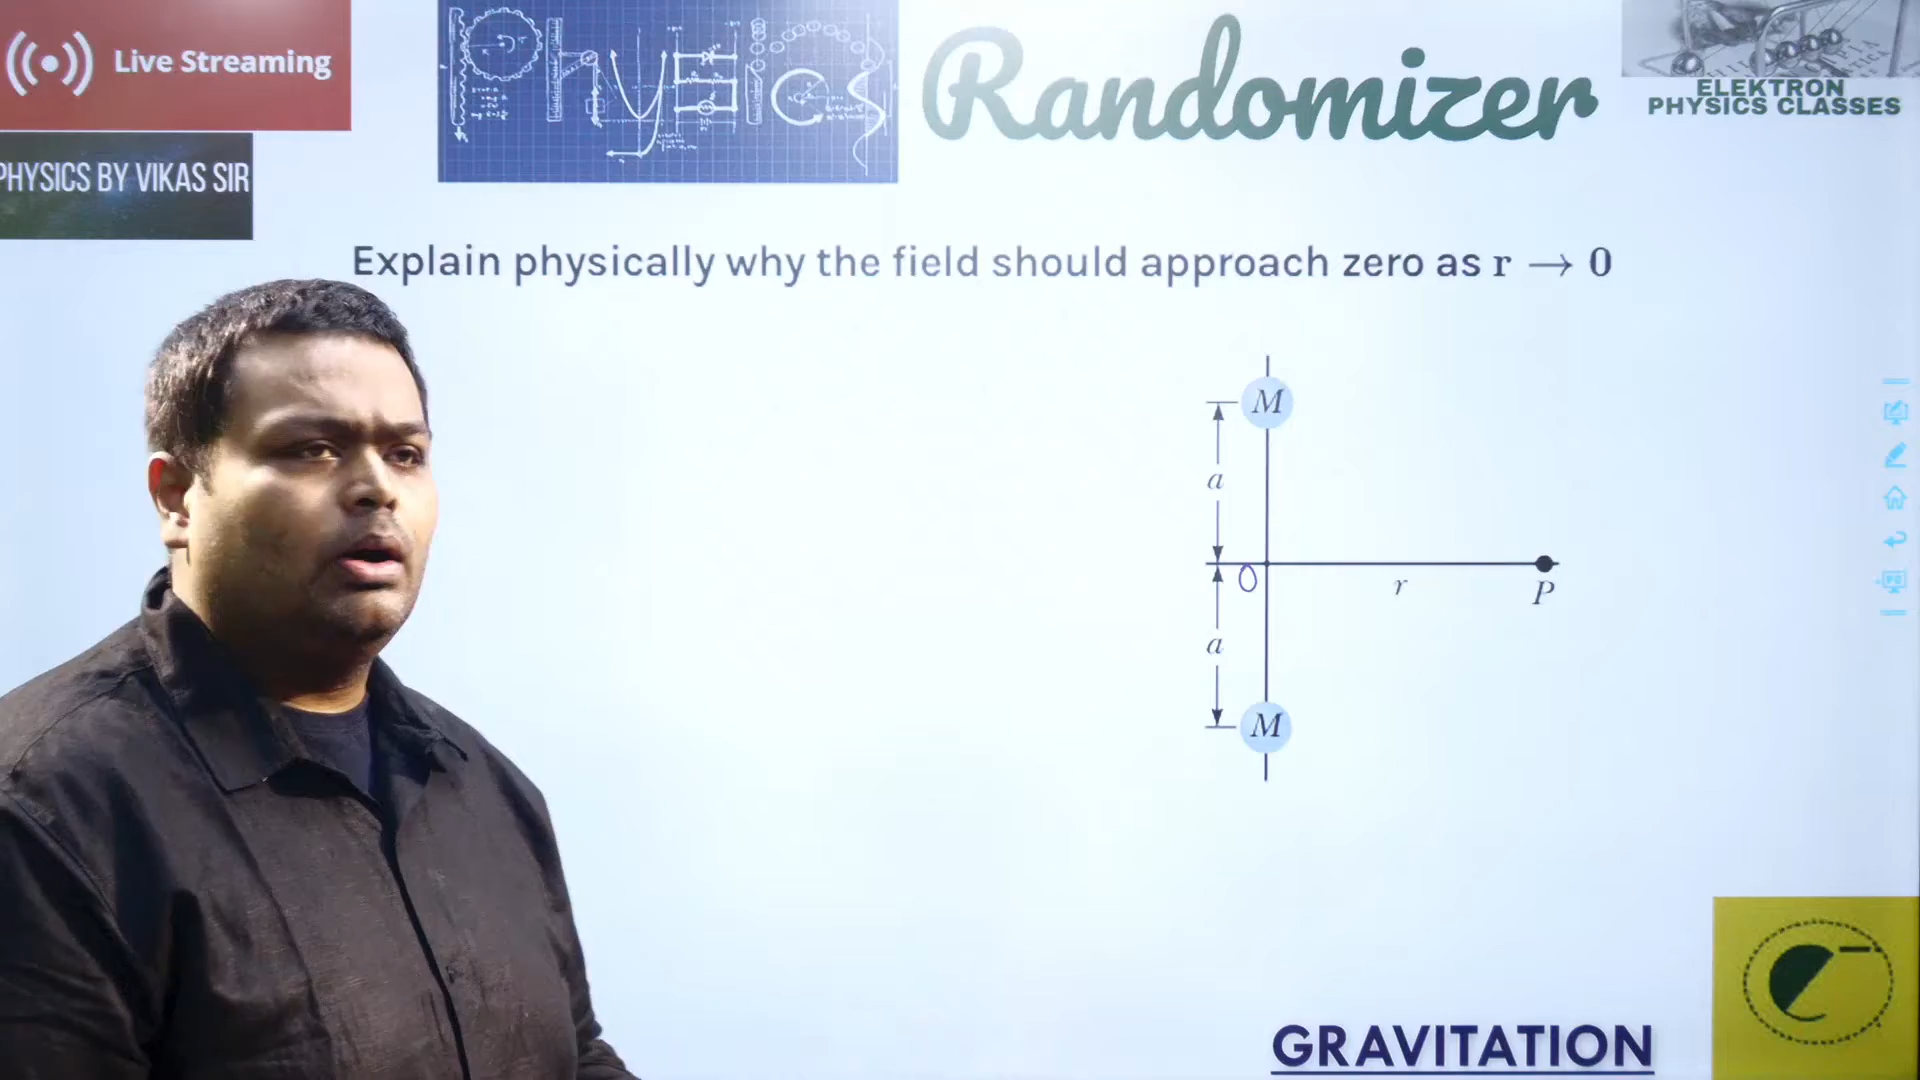 Live Streaming
PHYSICS BY VIKAS SIR
Physics
Randomizer
ELEKTRON
PHYSICS CLASSES
Explain physically why the field should approach zero as r → 0
M
a
O
r
P
a
M
GRAVITATION